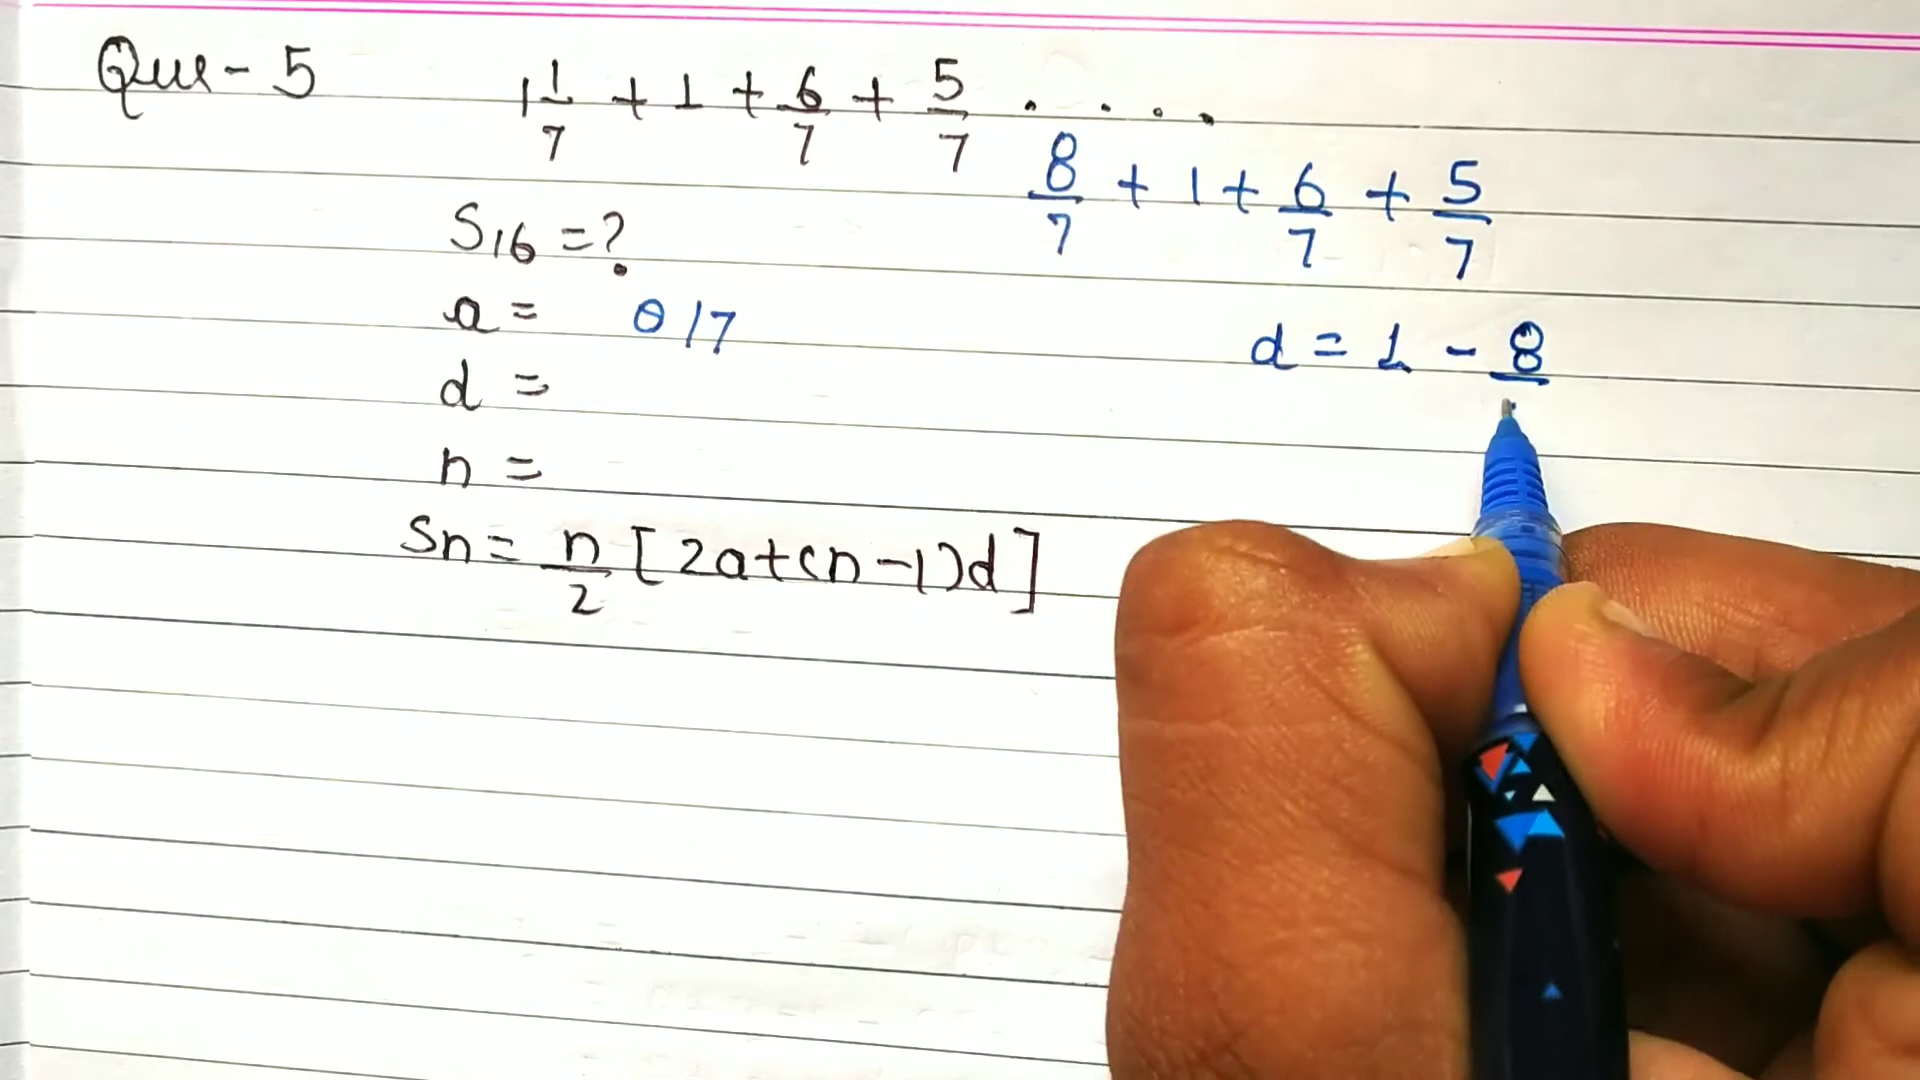 Que - 5   1 1/7 + 1 + 6/7 + 5/7 . . . .
8/7 + 1 + 6/7 + 5/7
S16 = ?
a = 8/7
d = 1 - 8
d =
n =
Sn = n/2 [2a+(n-1)d]